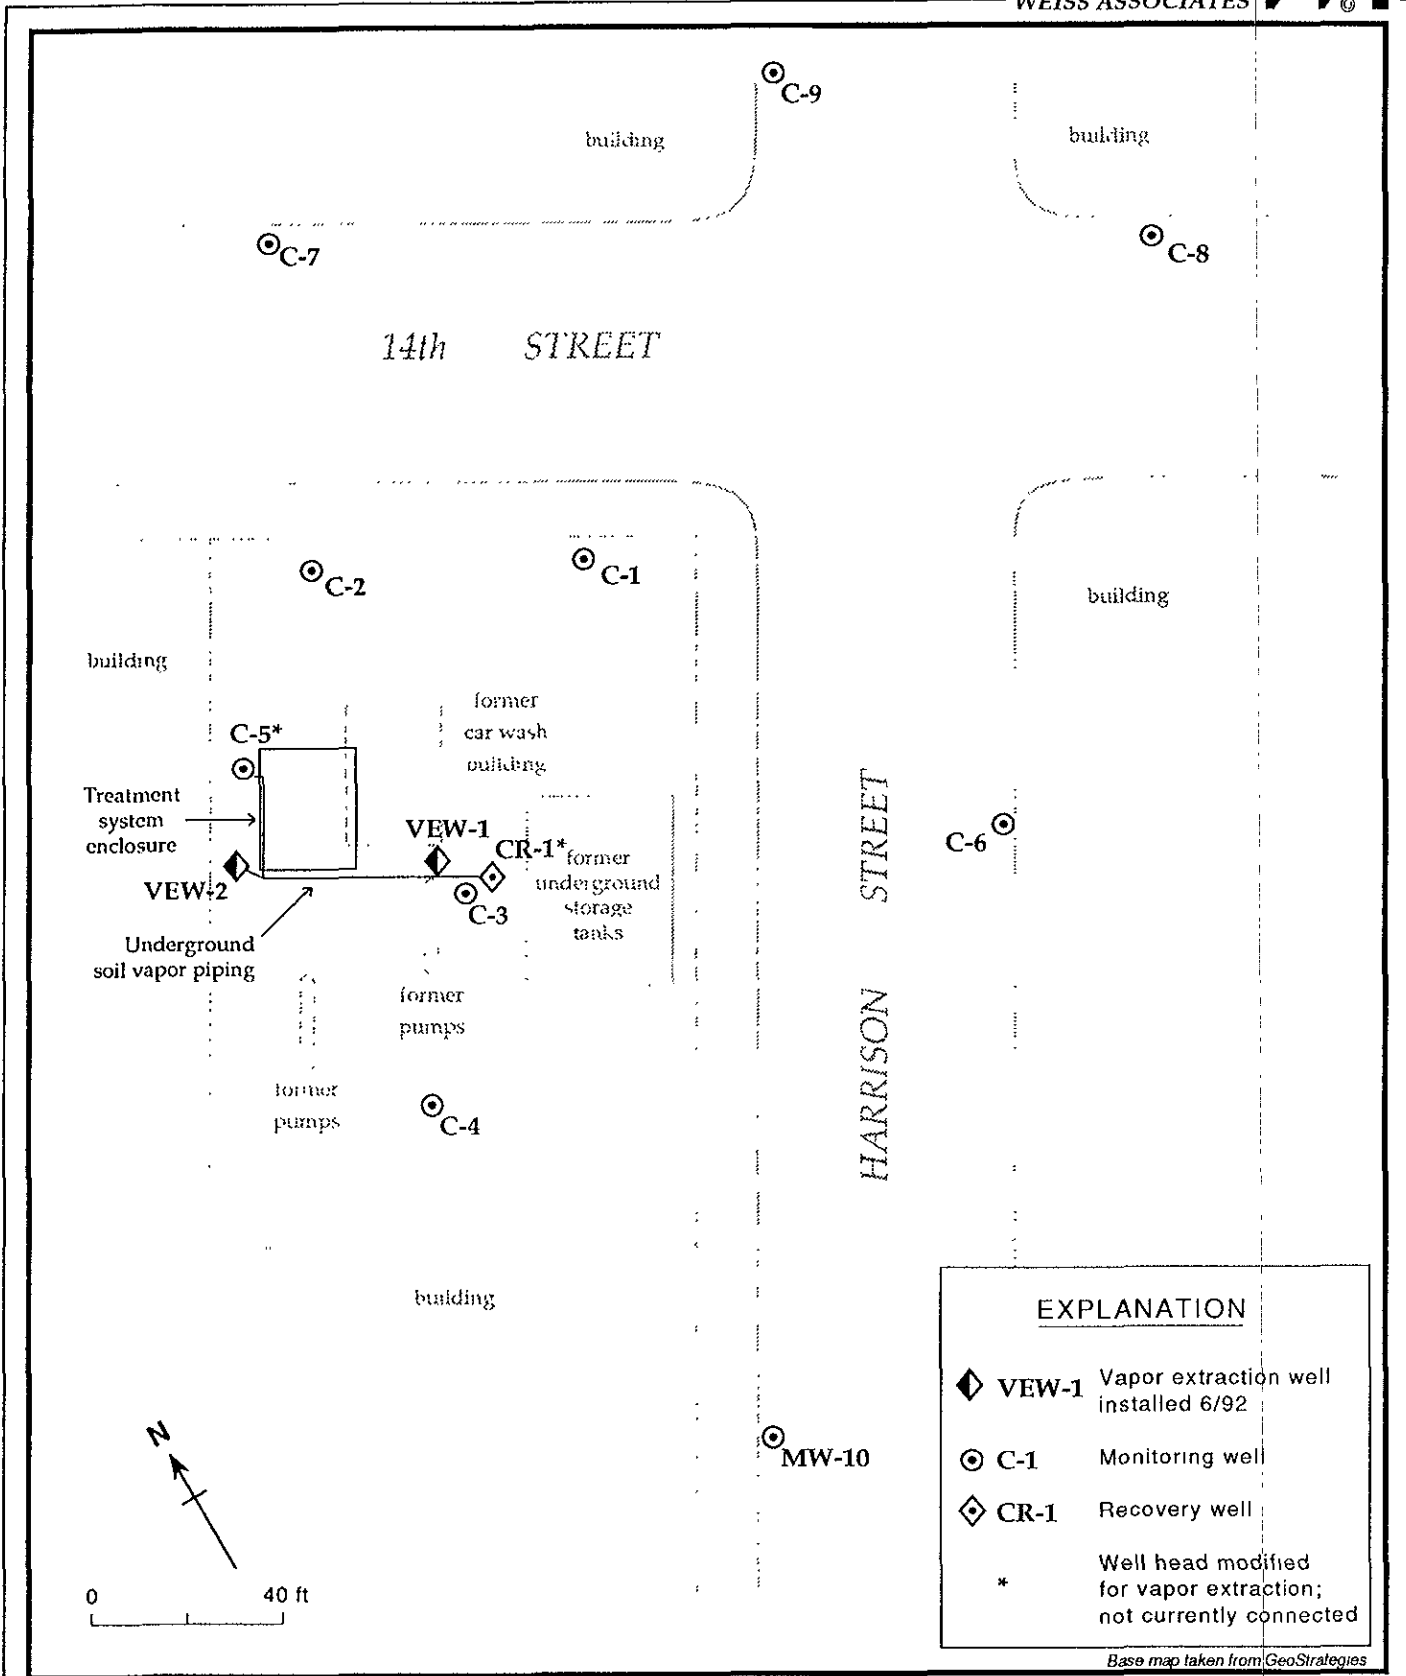 WEISS ASSOCIATES
C-9
building
building
C-7
C-8
14th STREET
C-2
C-1
building
building
former
car wash
building
C-5*
Treatment
system
enclosure
VEW-1
CR-1*
C-6
VEW-2
C-3
former
underground
storage
tanks
HARRISON STREET
Underground
soil vapor piping
former
pumps
former
pumps
C-4
building
MW-10
N
0 40 ft
EXPLANATION
VEW-1 Vapor extraction well
installed 6/92
C-1 Monitoring well
CR-1 Recovery well
* Well head modified
for vapor extraction;
not currently connected
Base map taken from GeoStrategies